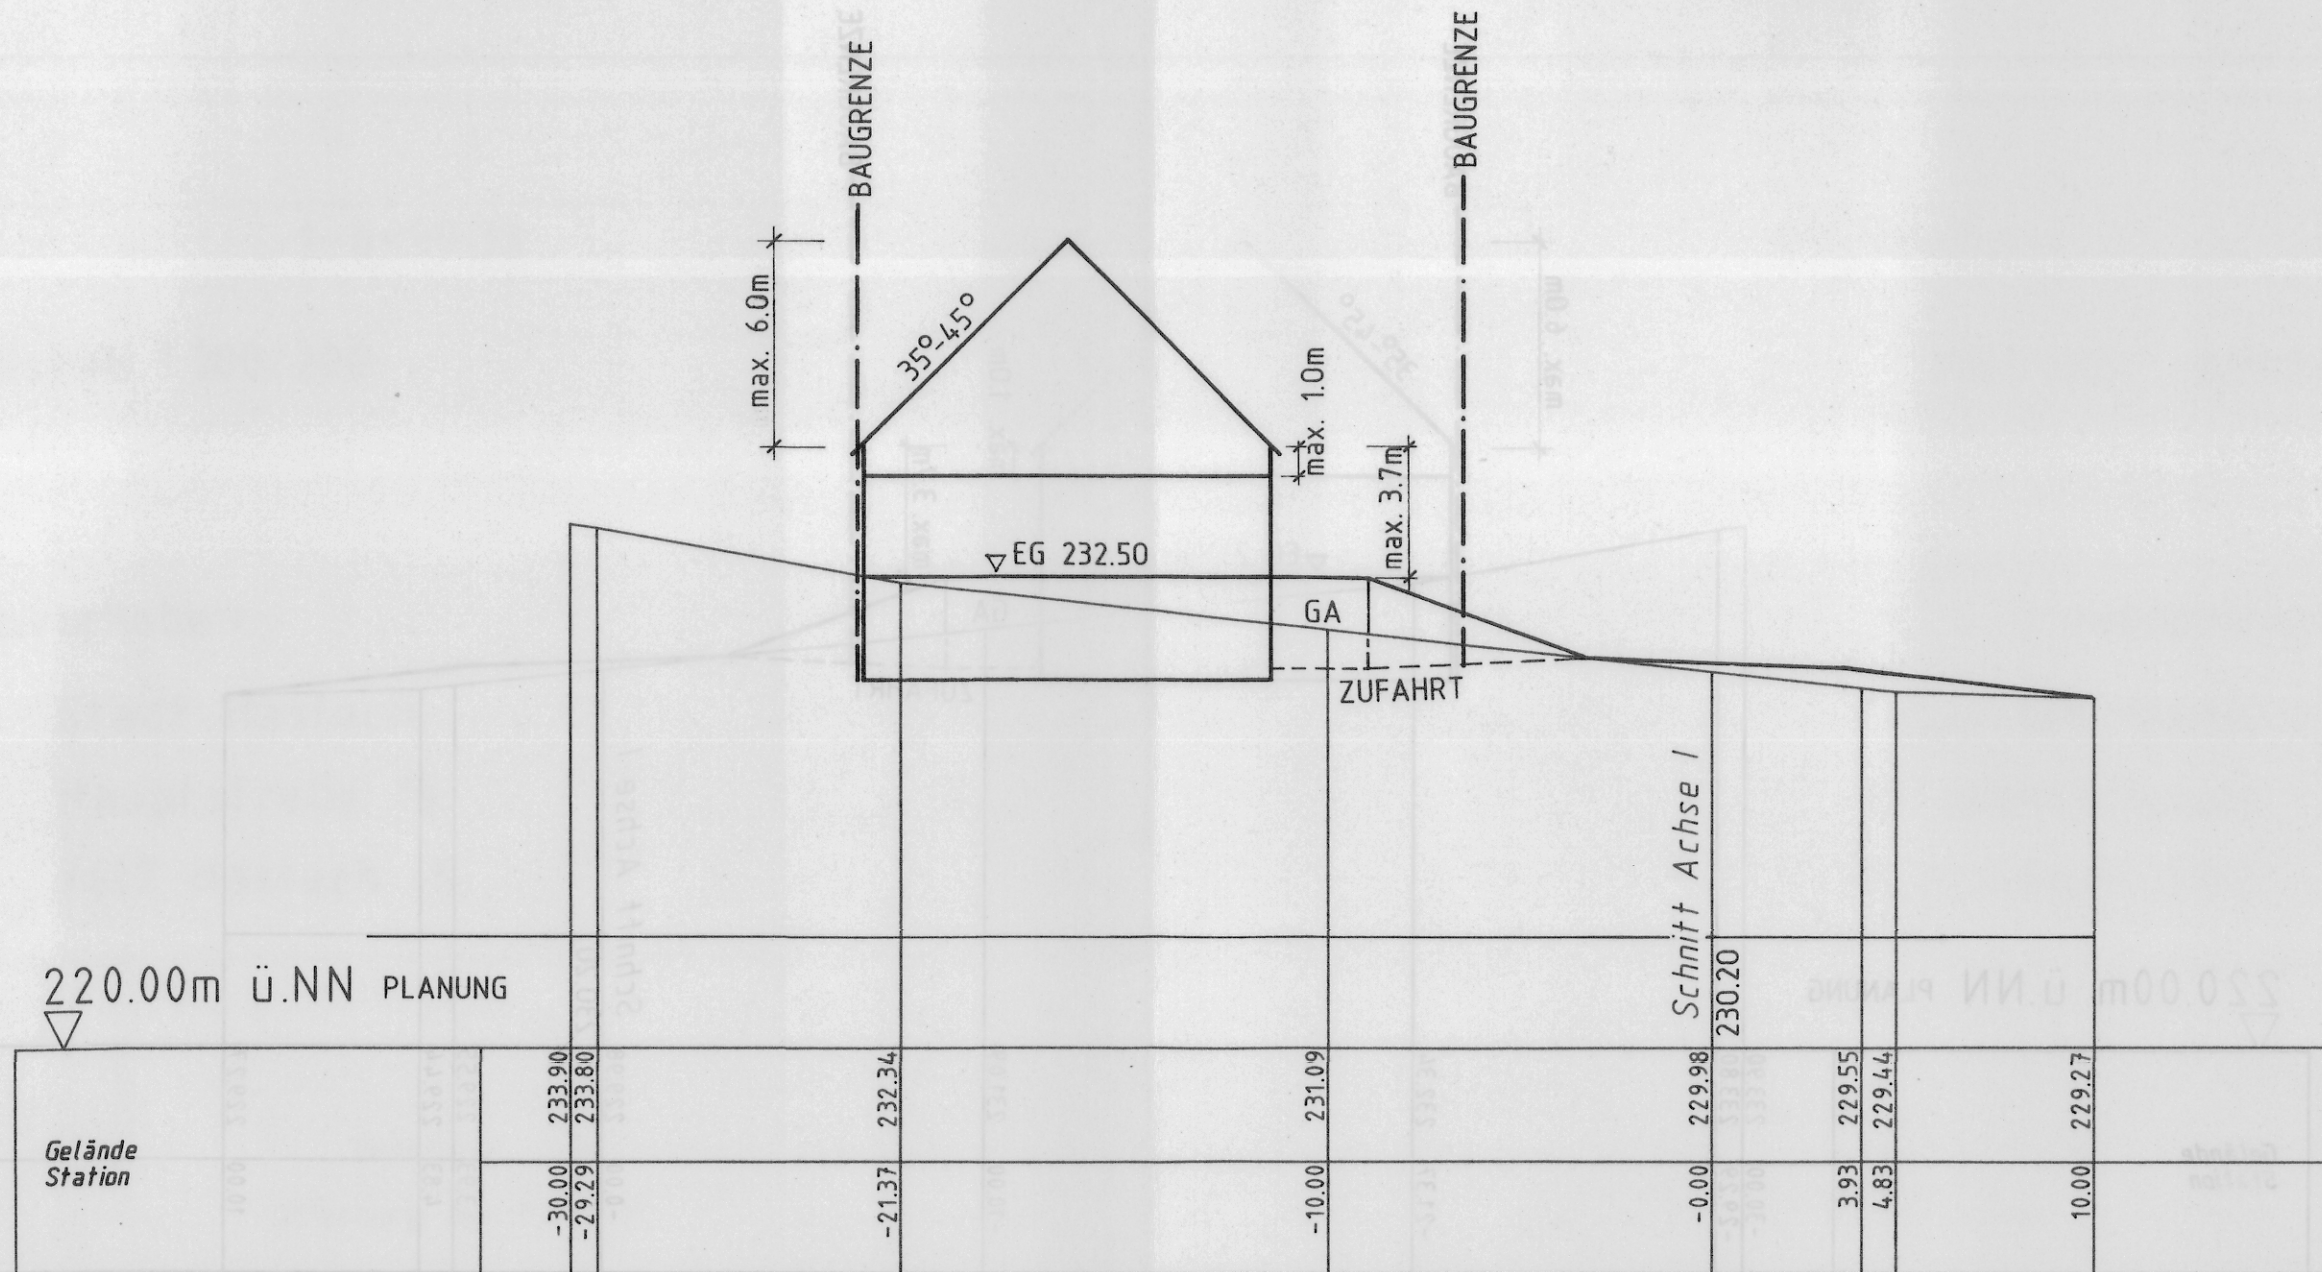 BAUGRENZE
BAUGRENZE
max. 6.0m
35°-45°
max. 1.0m
max. 3.7m
EG 232.50
GA
ZUFAHRT
Schnitt Achse 1
230.20
220.00m ü.NN PLANUNG
233.90
233.80
232.34
231.09
229.98
229.55
229.44
229.27
Gelände
Station
-30.00
-29.29
-21.37
-10.00
-0.00
3.93
4.83
10.00